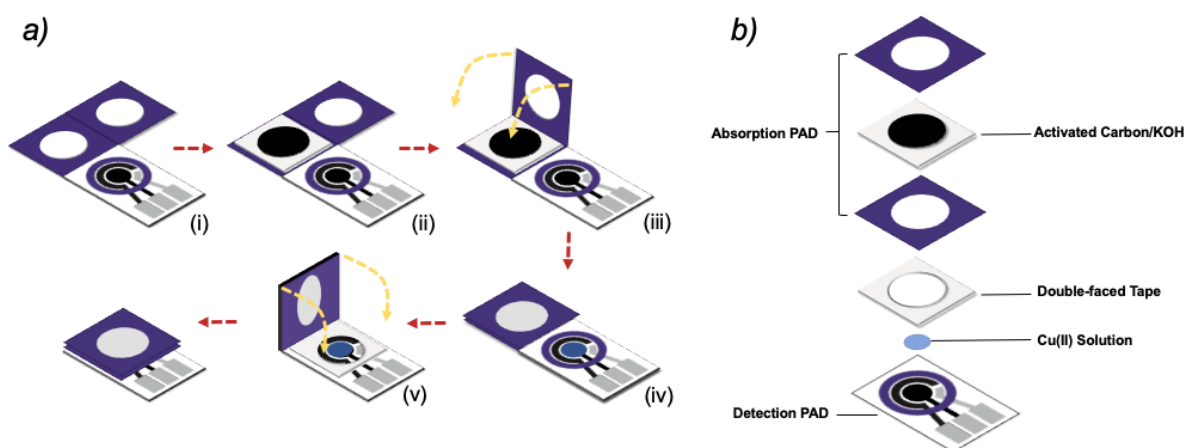 a)
(i)
(ii)
(iii)
(iv)
(v)
b)
Absorption PAD
Activated Carbon/KOH
Double-faced Tape
Cu(II) Solution
Detection PAD